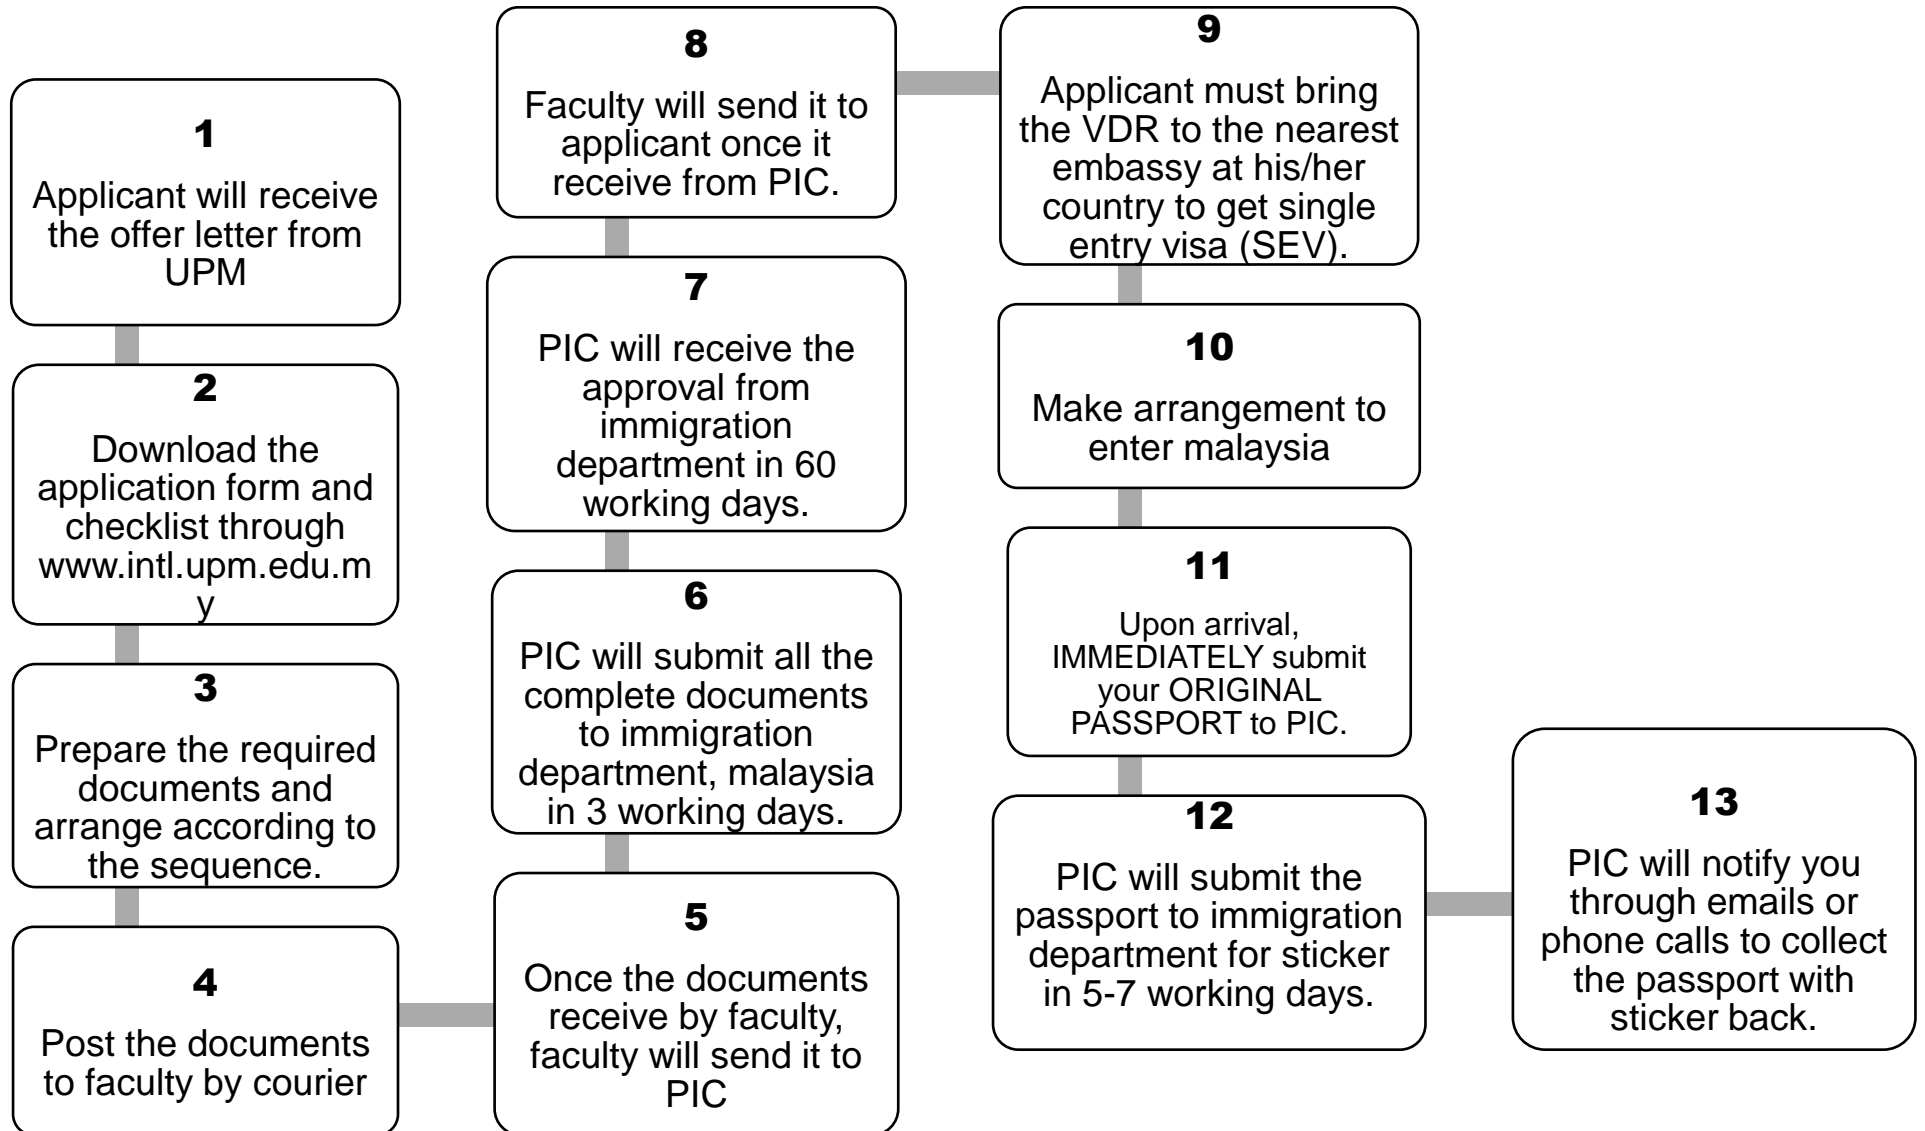 1
Applicant will receive
the offer letter from
UPM
2
Download the
application form and
checklist through
www.intl.upm.edu.m
y
3
Prepare the required
documents and
arrange according to
the sequence.
4
Post the documents
to faculty by courier
5
Once the documents
receive by faculty,
faculty will send it to
PIC
6
PIC will submit all the
complete documents
to immigration
department, malaysia
in 3 working days.
7
PIC will receive the
approval from
immigration
department in 60
working days.
8
Faculty will send it to
applicant once it
receive from PIC.
9
Applicant must bring
the VDR to the nearest
embassy at his/her
country to get single
entry visa (SEV).
10
Make arrangement to
enter malaysia
11
Upon arrival,
IMMEDIATELY submit
your ORIGINAL
PASSPORT to PIC.
12
PIC will submit the
passport to immigration
department for sticker
in 5-7 working days.
13
PIC will notify you
through emails or
phone calls to collect
the passport with
sticker back.